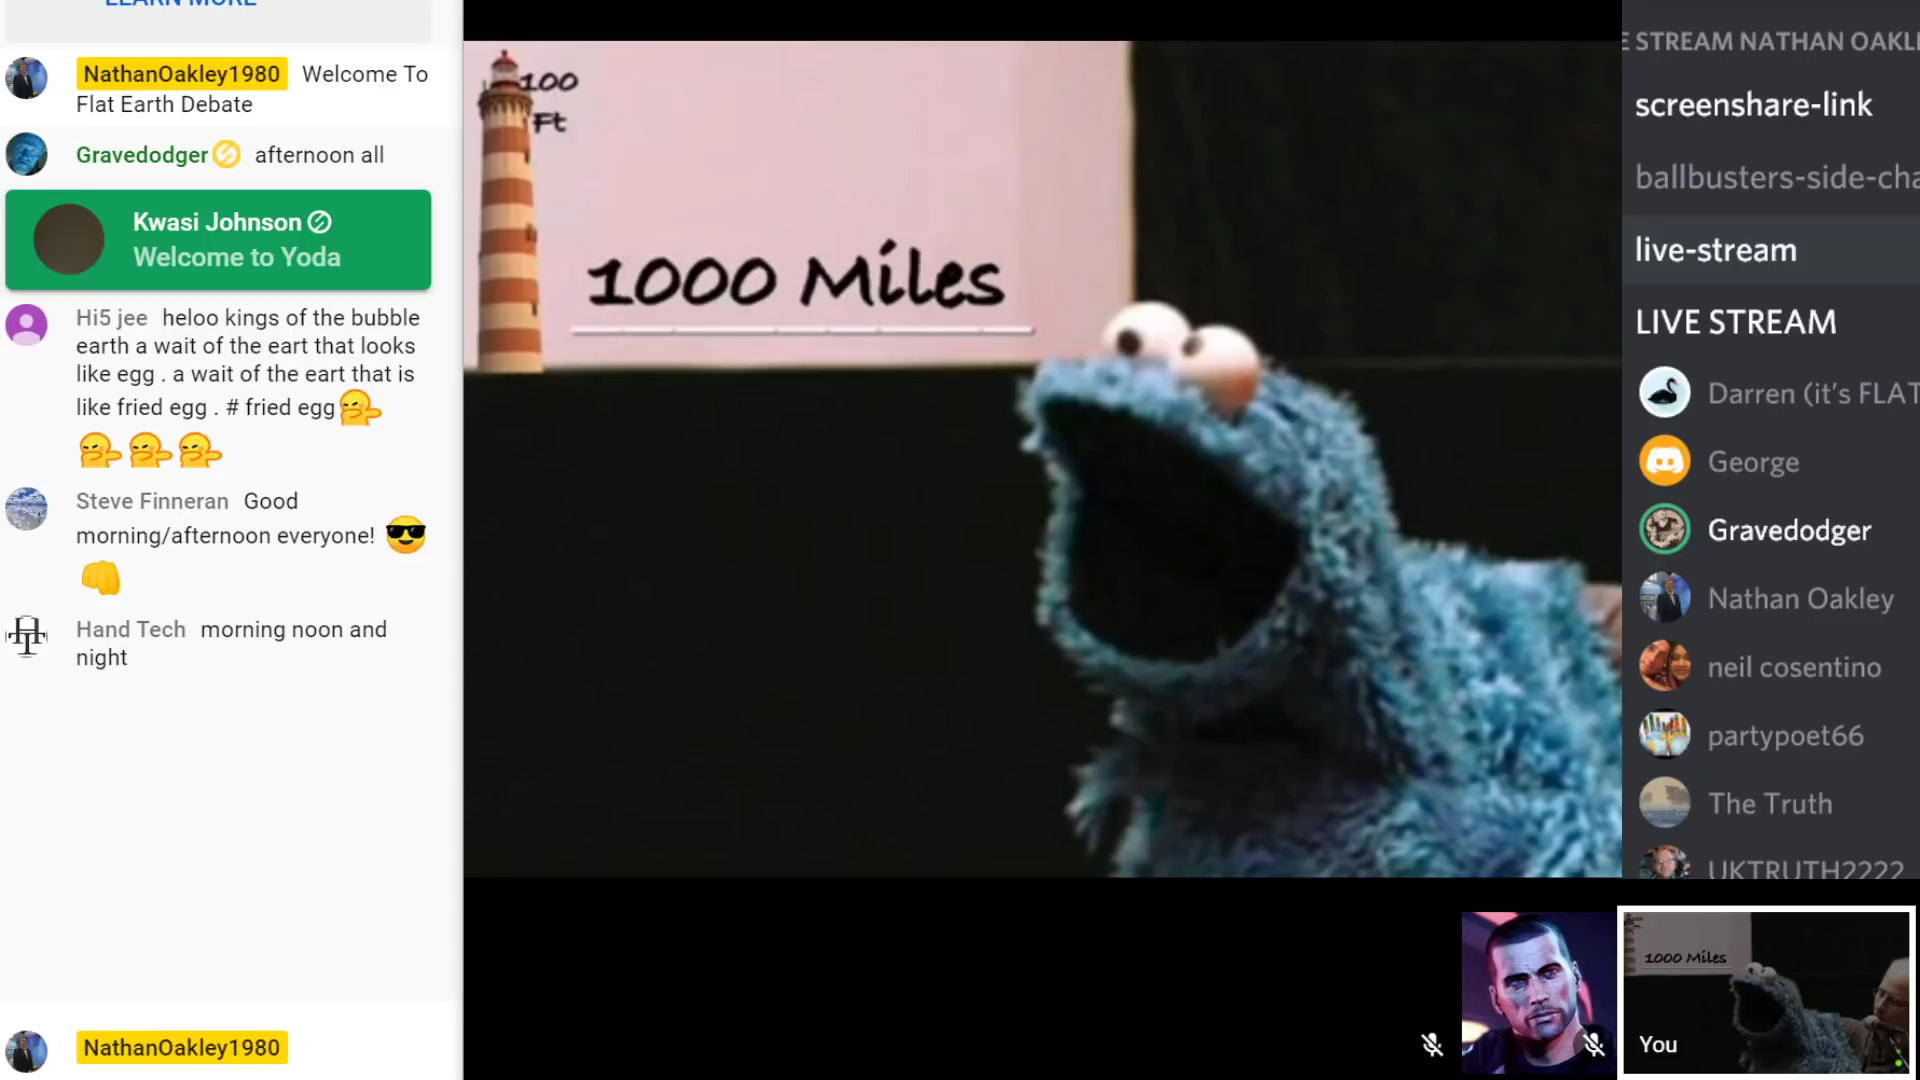 LEARN MORE
NathanOakley1980 Welcome To
Flat Earth Debate
Gravedodger afternoon all
Kwasi Johnson
Welcome to Yoda
Hi5 jee heloo kings of the bubble
earth a wait of the eart that looks
like egg . a wait of the eart that is
like fried egg . # fried egg
Steve Finneran Good
morning/afternoon everyone!
Hand Tech morning noon and
night
NathanOakley1980
100
Ft
1000 Miles
E STREAM NATHAN OAKL
screenshare-link
ballbusters-side-cha
live-stream
LIVE STREAM
Darren (it's FLAT
George
Gravedodger
Nathan Oakley
neil cosentino
partypoet66
The Truth
UKTRUTH2222
1000 Miles
You